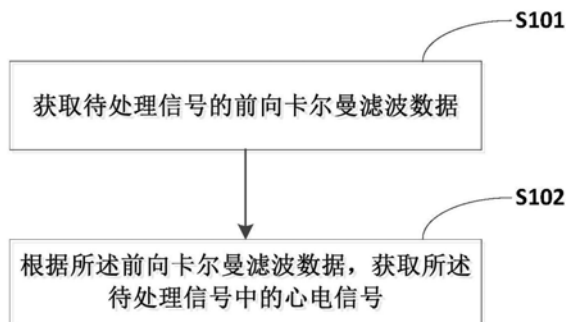 S101
获取待处理信号的前向卡尔曼滤波数据
S102
根据所述前向卡尔曼滤波数据，获取所述
待处理信号中的心电信号